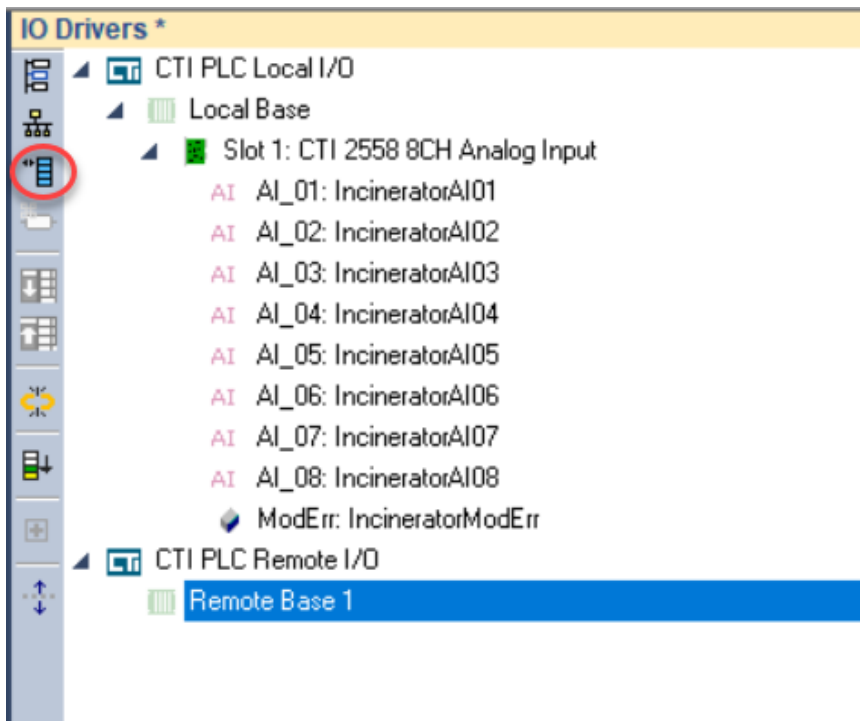 IO Drivers *
CTI PLC Local I/O
Local Base
Slot 1: CTI 2558 8CH Analog Input
AI AI_01: IncineratorAI01
AI AI_02: IncineratorAI02
AI AI_03: IncineratorAI03
AI AI_04: IncineratorAI04
AI AI_05: IncineratorAI05
AI AI_06: IncineratorAI06
AI AI_07: IncineratorAI07
AI AI_08: IncineratorAI08
ModErr: IncineratorModErr
CTI PLC Remote I/O
Remote Base 1